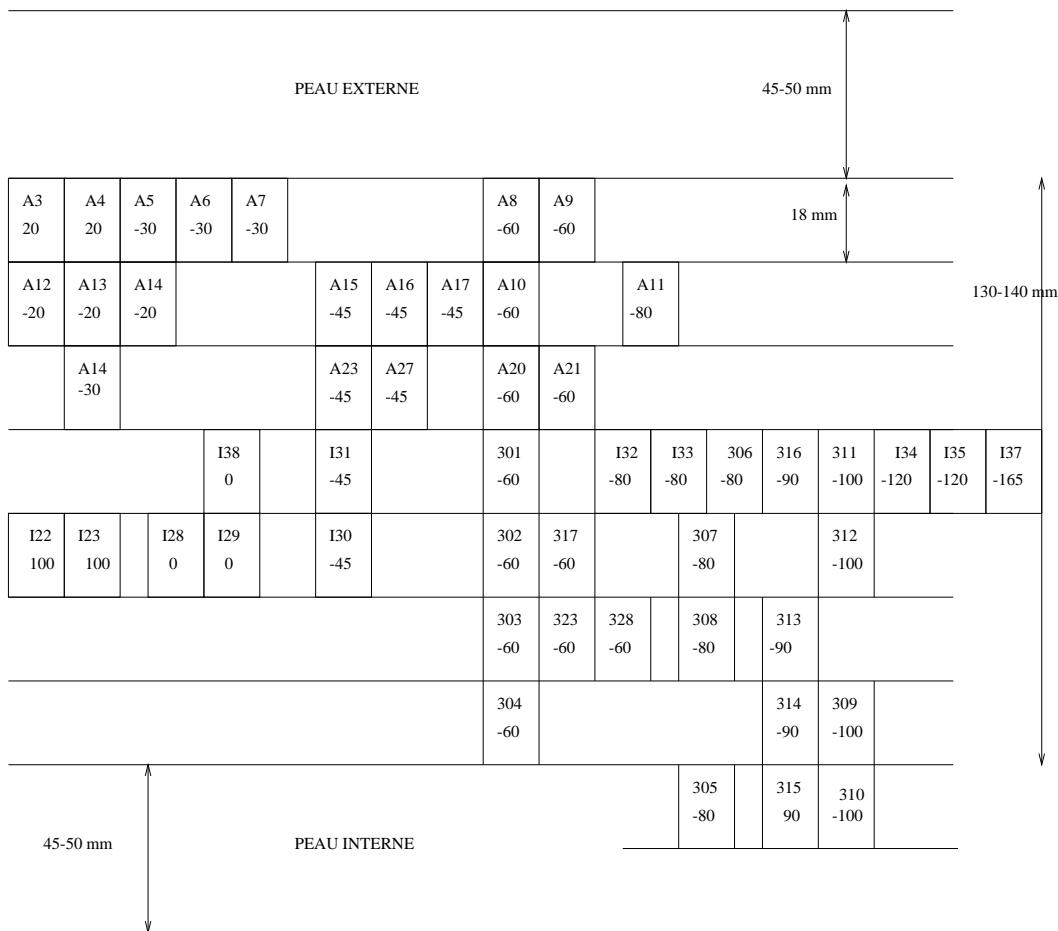 PEAU EXTERNE 45-50 mm
A3 A4 A5 A6 A7 A8 A9
20 20 -30 -30 -30 -60 -60 18 mm
A12 A13 A14 A15 A16 A17 A10 A11 130-140 mm
-20 -20 -20 -45 -45 -45 -60 -80
A14 A23 A27 A20 A21
-30 -45 -45 -60 -60
I38 I31 301 I32 I33 306 316 311 I34 I35 I37
0 -45 -60 -80 -80 -80 -90 -100 -120 -120 -165
I22 I23 I28 I29 I30 302 317 307 312
100 100 0 0 -45 -60 -60 -80 -100
303 323 328 308 313
-60 -60 -60 -80 -90
304 314 309
-60 -90 -100
305 315 310
-80 90 -100
45-50 mm PEAU INTERNE